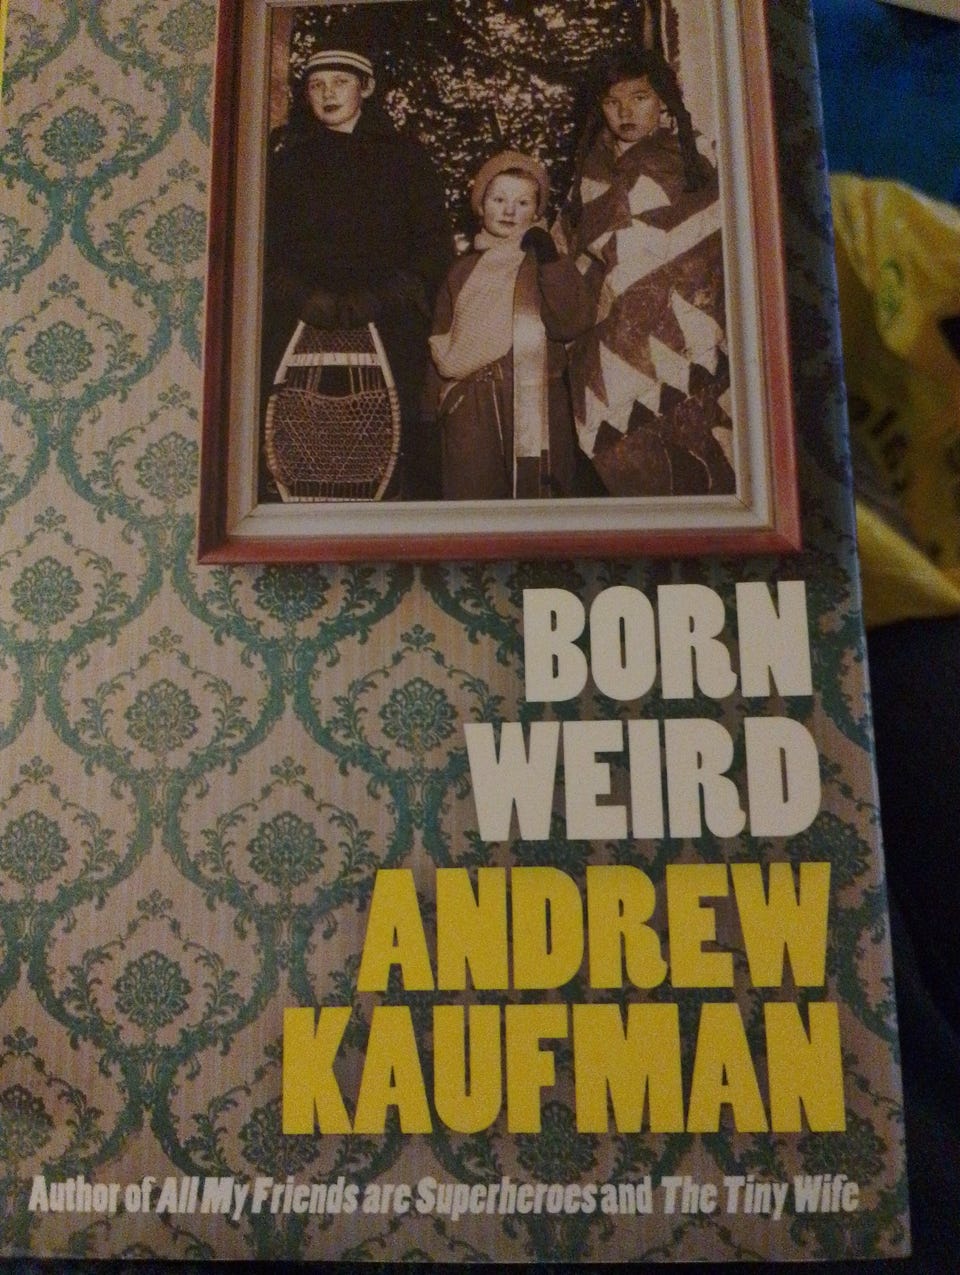 BORN
WEIRD
ANDREW
KAUFMAN
Author of All My Friends are Superheroes and The Tiny Wife